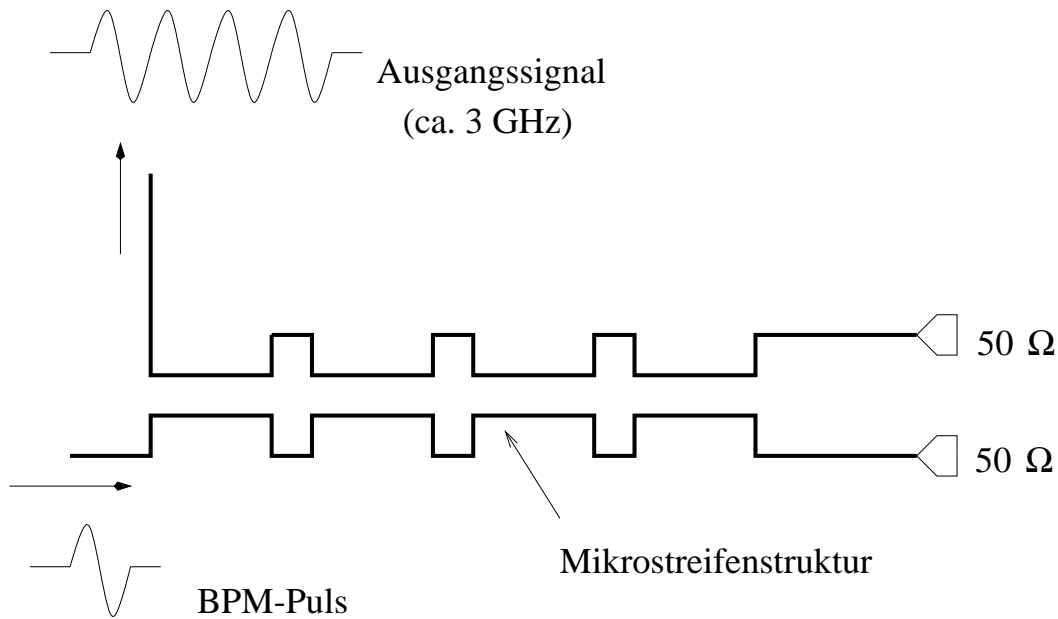 Ausgangssignal
(ca. 3 GHz)
50 Ω
50 Ω
Mikrostreifenstruktur
BPM-Puls